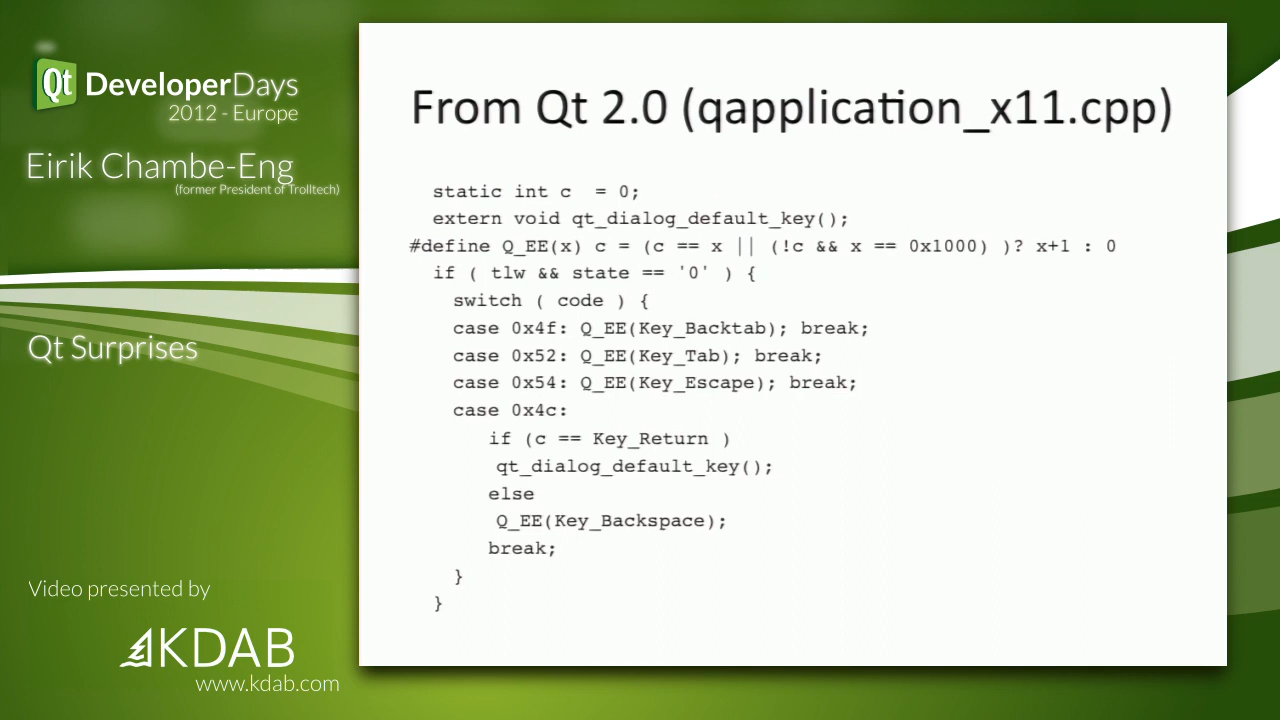 Qt DeveloperDays
2012 - Europe
Eirik Chambe-Eng
(former President of Trolltech)
Qt Surprises
Video presented by
KDAB
www.kdab.com
From Qt 2.0 (qapplication_x11.cpp)
static int c  = 0;
extern void qt_dialog_default_key();
#define Q_EE(x) c = (c == x || (!c && x == 0x1000) )? x+1 : 0
if ( tlw && state == '0' ) {
switch ( code ) {
case 0x4f: Q_EE(Key_Backtab); break;
case 0x52: Q_EE(Key_Tab); break;
case 0x54: Q_EE(Key_Escape); break;
case 0x4c:
if (c == Key_Return )
qt_dialog_default_key();
else
Q_EE(Key_Backspace);
break;
}
}